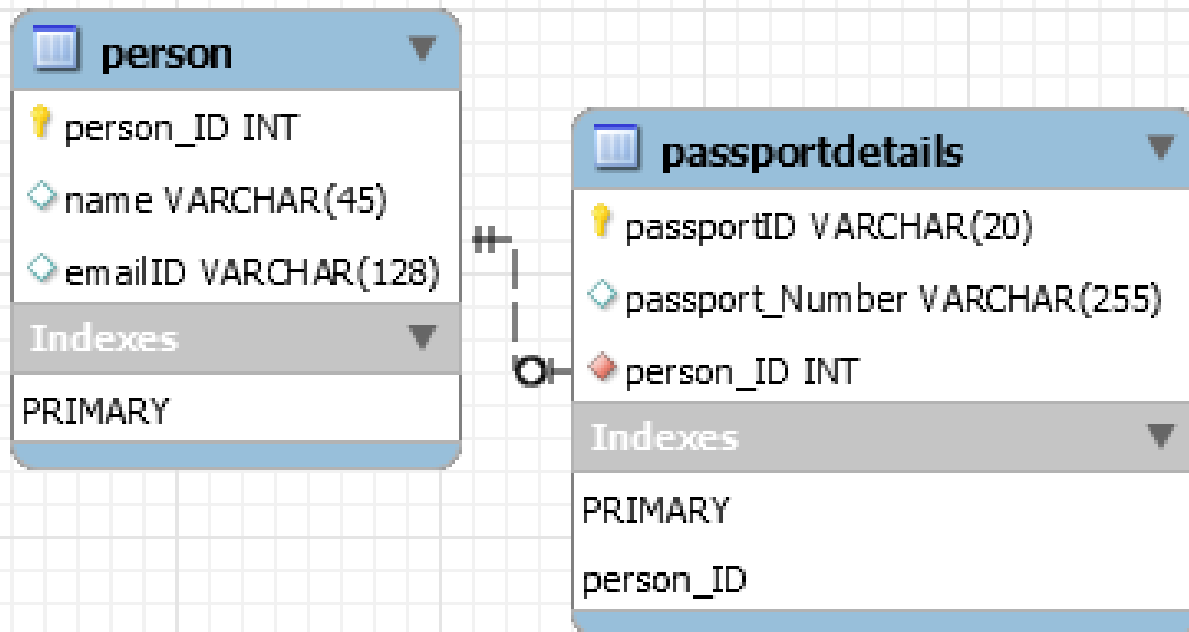 person
person_ID INT
name VARCHAR(45)
emailID VARCHAR(128)
Indexes
PRIMARY
passportdetails
passportID VARCHAR(20)
passport_Number VARCHAR(255)
person_ID INT
Indexes
PRIMARY
person_ID